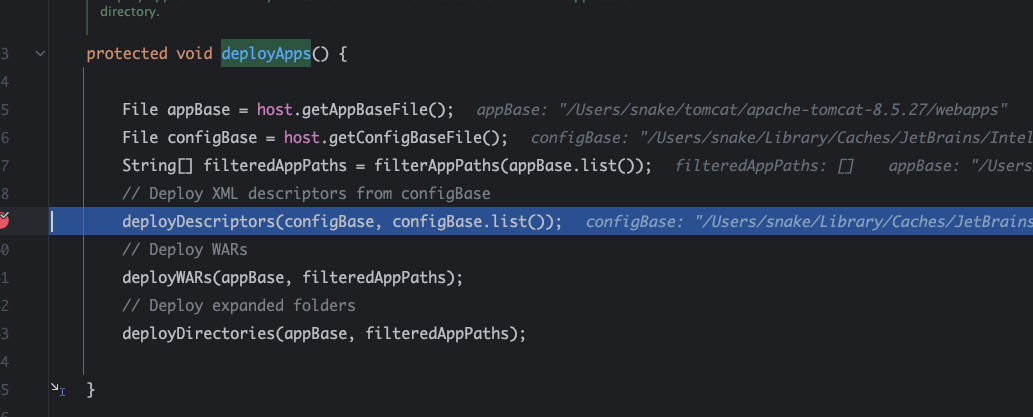 directory.
3 protected void deployApps() {
4
5 File appBase = host.getAppBaseFile(); appBase: "/Users/snake/tomcat/apache-tomcat-8.5.27/webapps"
6 File configBase = host.getConfigBaseFile(); configBase: "/Users/snake/Library/Caches/JetBrains/Intel
7 String[] filteredAppPaths = filterAppPaths(appBase.list()); filteredAppPaths: [] appBase: "/Users
8 // Deploy XML descriptors from configBase
deployDescriptors(configBase, configBase.list()); configBase: "/Users/snake/Library/Caches/JetBrains
0 // Deploy WARs
1 deployWARs(appBase, filteredAppPaths);
2 // Deploy expanded folders
3 deployDirectories(appBase, filteredAppPaths);
4
5 }